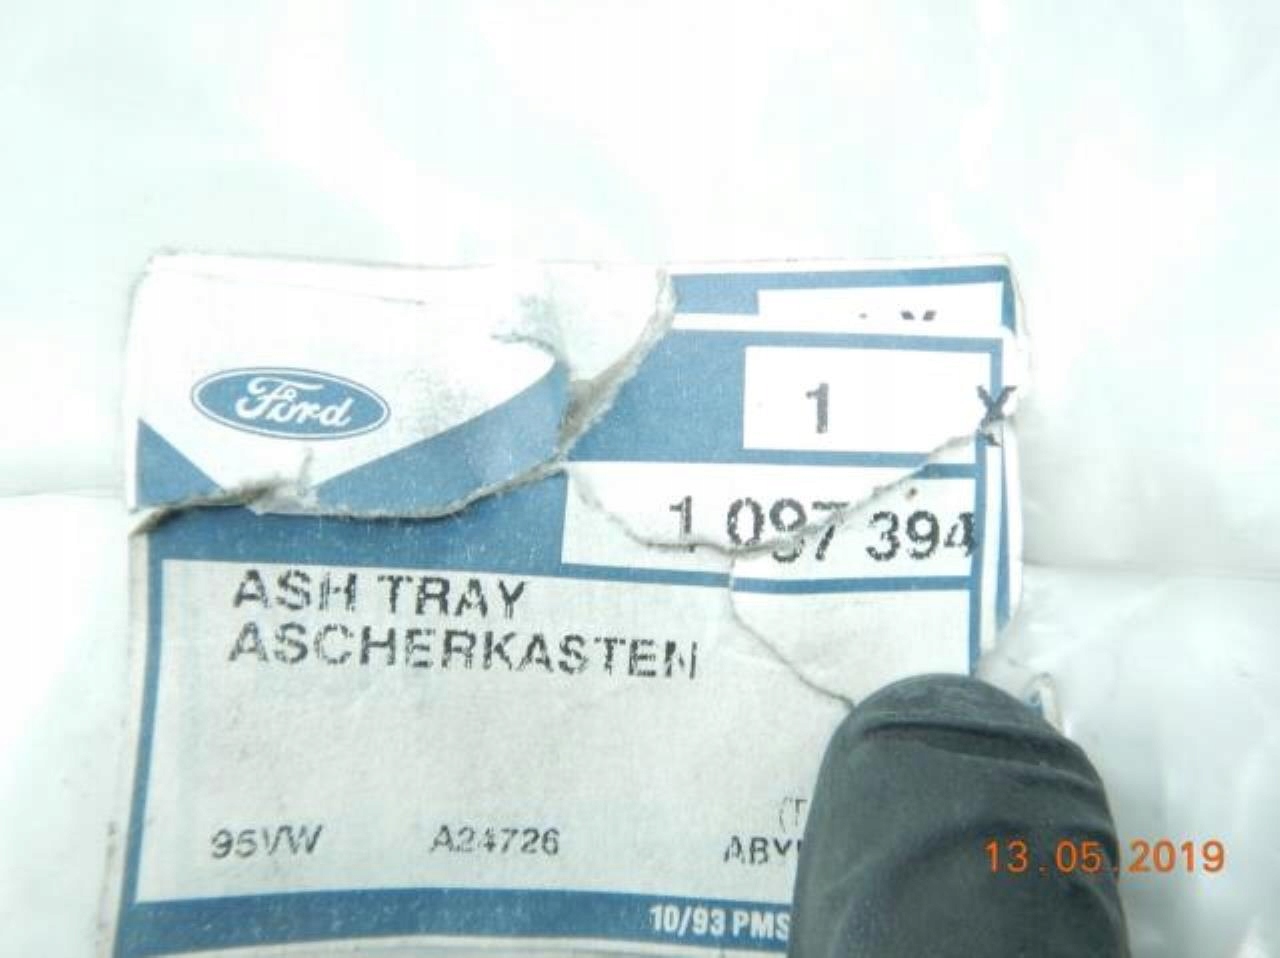 Ford
1 X
1 097 394
ASH TRAY
ASCHERKASTEN
95VW A24726
10/93 PMS
13.05.2019